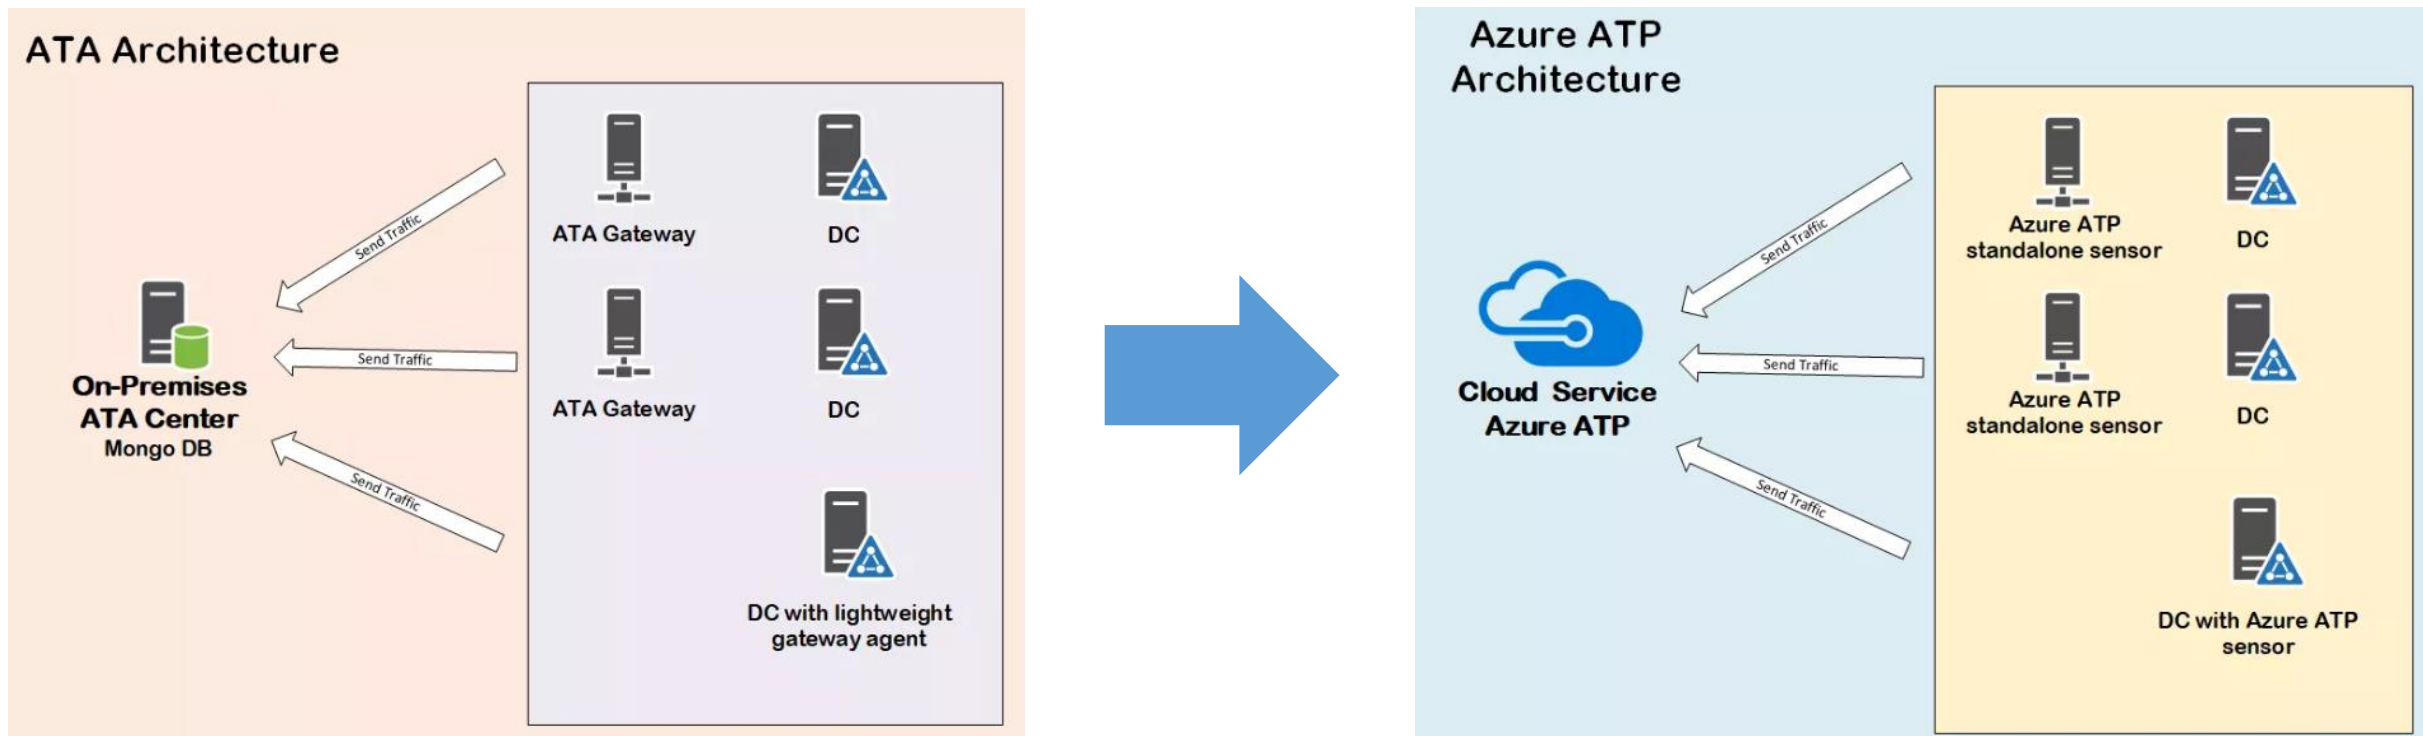 ATA Architecture
ATA Gateway
DC
Send Traffic
Send Traffic
ATA Gateway
DC
On-Premises
ATA Center
Mongo DB
Send Traffic
DC with lightweight
gateway agent
Azure ATP
Architecture
Azure ATP
standalone sensor
DC
Send Traffic
Send Traffic
Azure ATP
standalone sensor
DC
Cloud Service
Azure ATP
Send Traffic
DC with Azure ATP
sensor